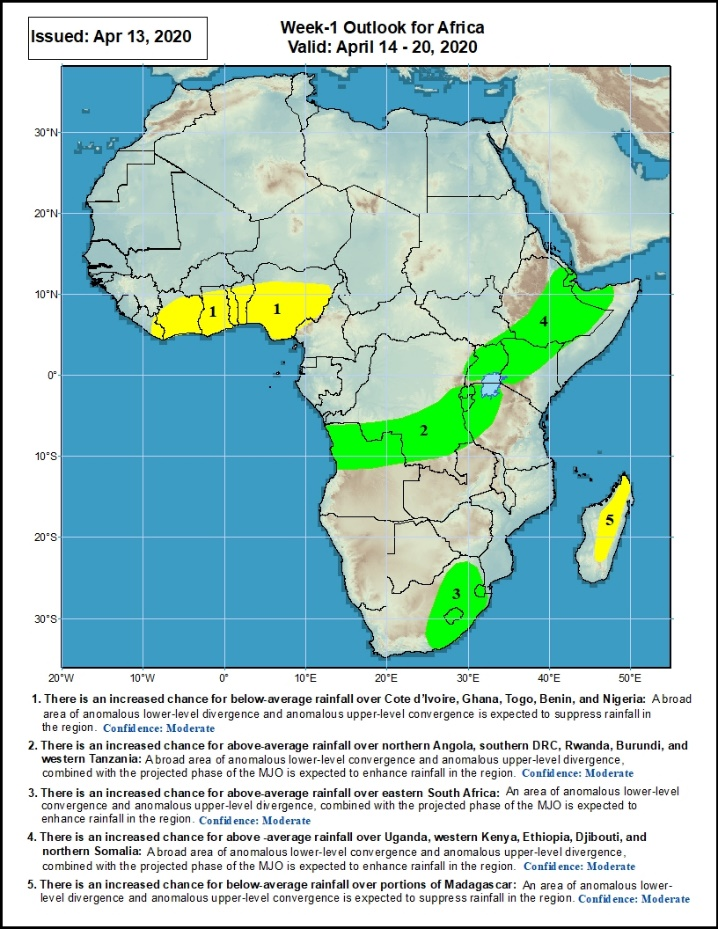 Issued: Apr 13, 2020
Week-1 Outlook for Africa
Valid: April 14 - 20, 2020
30°N
20°N
10°N
0°
10°S
20°S
30°S
1
1
4
2
5
3
20°W
10°W
0°
10°E
20°E
30°E
40°E
50°E
1. There is an increased chance for below-average rainfall over Cote d'Ivoire, Ghana, Togo, Benin, and Nigeria: A broad
area of anomalous lower-level divergence and anomalous upper-level convergence is expected to suppress rainfall in
the region. Confidence: Moderate
2. There is an increased chance for above-average rainfall over northern Angola, southern DRC, Rwanda, Burundi, and
western Tanzania: A broad area of anomalous lower-level convergence and anomalous upper-level divergence,
combined with the projected phase of the MJO is expected to enhance rainfall in the region. Confidence: Moderate
3. There is an increased chance for above-average rainfall over eastern South Africa: An area of anomalous lower-level
convergence and anomalous upper-level divergence, combined with the projected phase of the MJO is expected to
enhance rainfall in the region. Confidence: Moderate
4. There is an increased chance for above -average rainfall over Uganda, western Kenya, Ethiopia, Djibouti, and
northern Somalia: A broad area of anomalous lower-level convergence and anomalous upper-level divergence,
combined with the projected phase of the MJO is expected to enhance rainfall in the region. Confidence: Moderate
5. There is an increased chance for below-average rainfall over portions of Madagascar: An area of anomalous lower-
level divergence and anomalous upper-level convergence is expected to suppress rainfall in the region. Confidence: Moderate